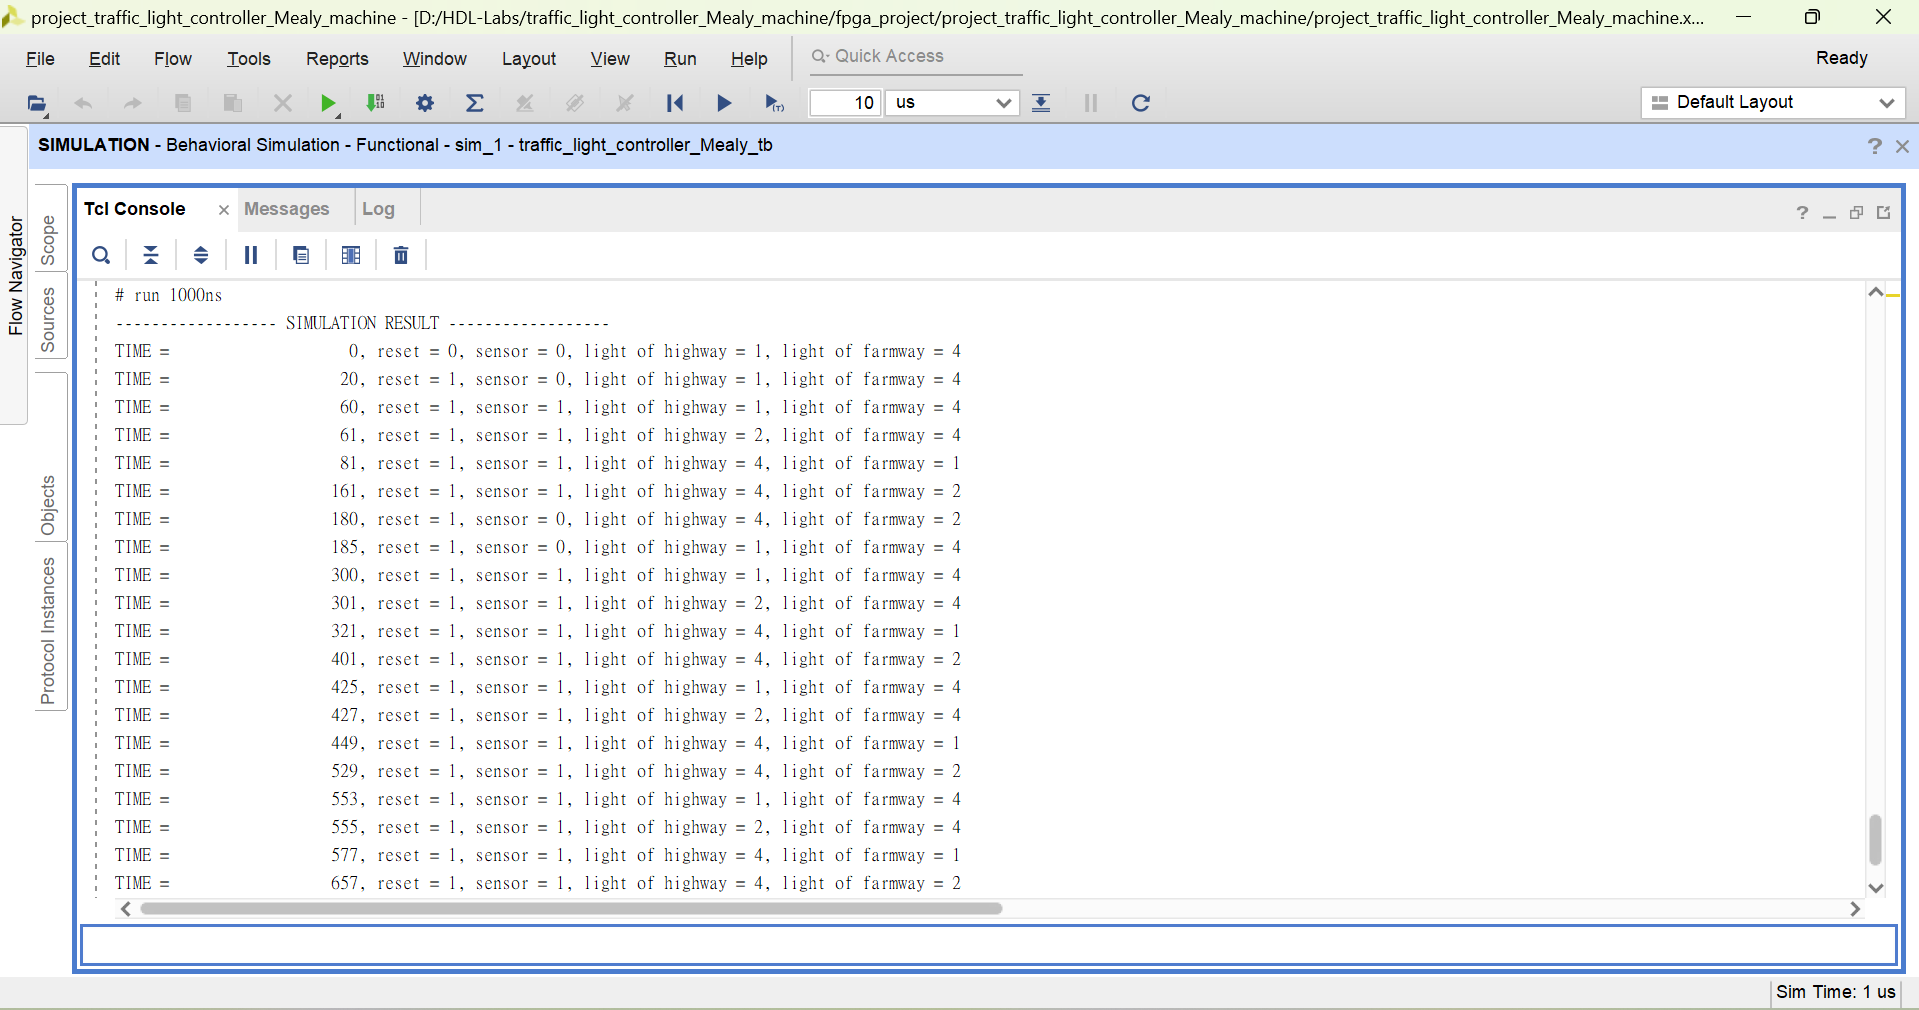 project_traffic_light_controller_Mealy_machine - [D:/HDL-Labs/traffic_light_controller_Mealy_machine/fpga_project/project_traffic_light_controller_Mealy_machine/project_traffic_light_controller_Mealy_machine.x...
File Edit Flow Tools Reports Window Layout View Run Help Quick Access Ready
10 us Default Layout
SIMULATION - Behavioral Simulation - Functional - sim_1 - traffic_light_controller_Mealy_tb
Flow Navigator
Scope
Sources
Objects
Protocol Instances
Tcl Console Messages Log
# run 1000ns
------------------ SIMULATION RESULT ------------------
TIME = 0, reset = 0, sensor = 0, light of highway = 1, light of farmway = 4
TIME = 20, reset = 1, sensor = 0, light of highway = 1, light of farmway = 4
TIME = 60, reset = 1, sensor = 1, light of highway = 1, light of farmway = 4
TIME = 61, reset = 1, sensor = 1, light of highway = 2, light of farmway = 4
TIME = 81, reset = 1, sensor = 1, light of highway = 4, light of farmway = 1
TIME = 161, reset = 1, sensor = 1, light of highway = 4, light of farmway = 2
TIME = 180, reset = 1, sensor = 0, light of highway = 4, light of farmway = 2
TIME = 185, reset = 1, sensor = 0, light of highway = 1, light of farmway = 4
TIME = 300, reset = 1, sensor = 1, light of highway = 1, light of farmway = 4
TIME = 301, reset = 1, sensor = 1, light of highway = 2, light of farmway = 4
TIME = 321, reset = 1, sensor = 1, light of highway = 4, light of farmway = 1
TIME = 401, reset = 1, sensor = 1, light of highway = 4, light of farmway = 2
TIME = 425, reset = 1, sensor = 1, light of highway = 1, light of farmway = 4
TIME = 427, reset = 1, sensor = 1, light of highway = 2, light of farmway = 4
TIME = 449, reset = 1, sensor = 1, light of highway = 4, light of farmway = 1
TIME = 529, reset = 1, sensor = 1, light of highway = 4, light of farmway = 2
TIME = 553, reset = 1, sensor = 1, light of highway = 1, light of farmway = 4
TIME = 555, reset = 1, sensor = 1, light of highway = 2, light of farmway = 4
TIME = 577, reset = 1, sensor = 1, light of highway = 4, light of farmway = 1
TIME = 657, reset = 1, sensor = 1, light of highway = 4, light of farmway = 2
Sim Time: 1 us